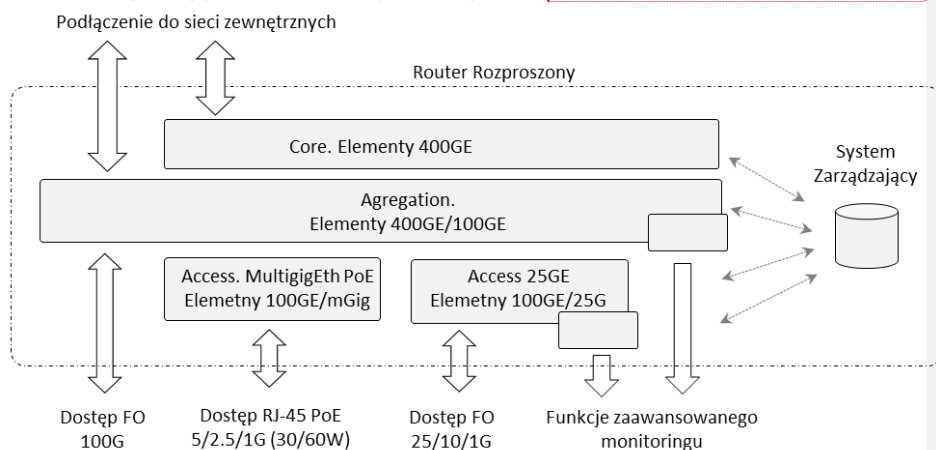 Podłączenie do sieci zewnętrznych
Router Rozproszony
Core. Elementy 400GE
System
Zarządzający
Agregation.
Elementy 400GE/100GE
Access. MultigigEth PoE
Elemetny 100GE/mGig
Access 25GE
Elemetny 100GE/25G
Dostęp FO
100G
Dostęp RJ-45 PoE
5/2.5/1G (30/60W)
Dostęp FO
25/10/1G
Funkcje zaawansowanego
monitoringu